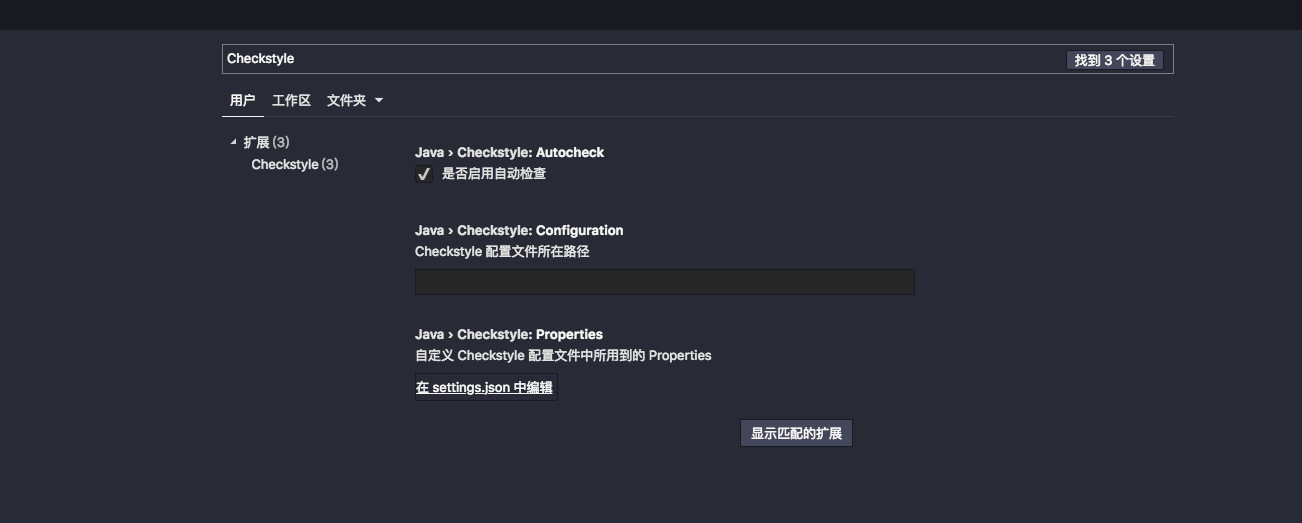 Checkstyle
找到 3 个设置
用户 工作区 文件夹
扩展 (3)
Checkstyle (3)
Java › Checkstyle: Autocheck
是否启用自动检查
Java › Checkstyle: Configuration
Checkstyle 配置文件所在路径
Java › Checkstyle: Properties
自定义 Checkstyle 配置文件中所用到的 Properties
在 settings.json 中编辑
显示匹配的扩展